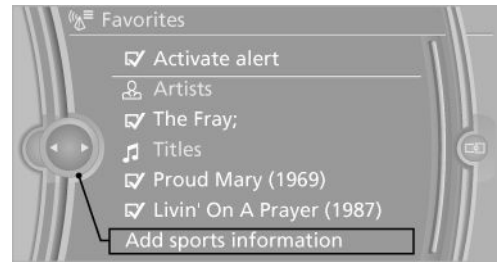 Favorites
Activate alert
Artists
The Fray;
Titles
Proud Mary (1969)
Livin' On A Prayer (1987)
Add sports information